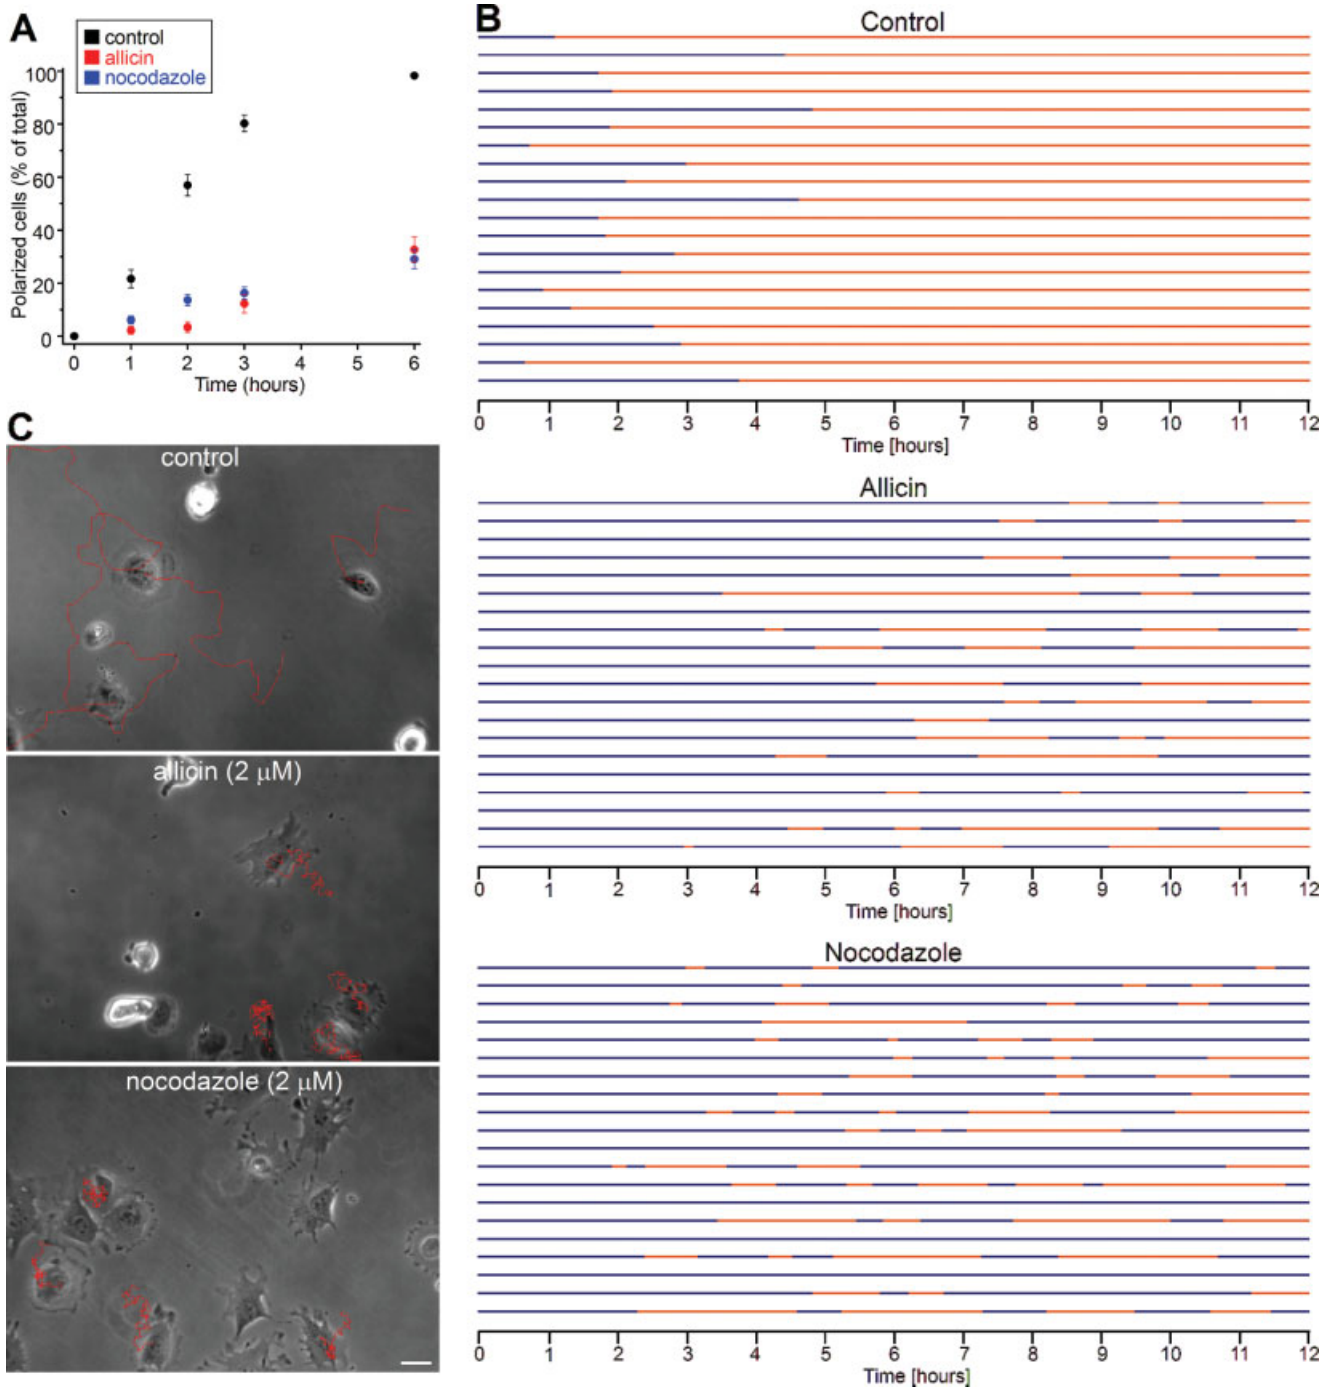 A
control
allicin
nocodazole
Polarized cells (% of total)
100
80
60
40
20
0
0 1 2 3 4 5 6
Time (hours)
B
Control
0 1 2 3 4 5 6 7 8 9 10 11 12
Time [hours]
Allicin
0 1 2 3 4 5 6 7 8 9 10 11 12
Time [hours]
Nocodazole
0 1 2 3 4 5 6 7 8 9 10 11 12
Time [hours]
C
control
allicin (2 μM)
nocodazole (2 μM)